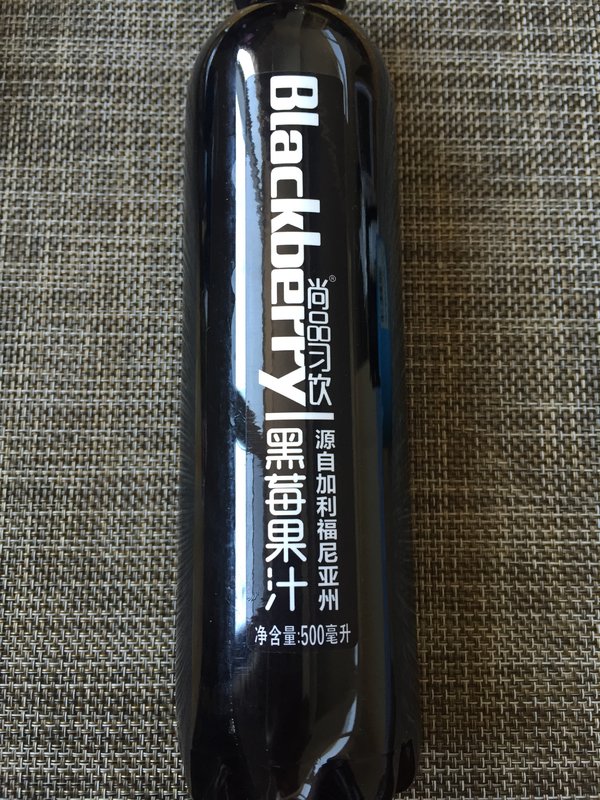 Blackberry
尚品习饮®
黑莓果汁
源自加利福尼亚州
净含量:500毫升